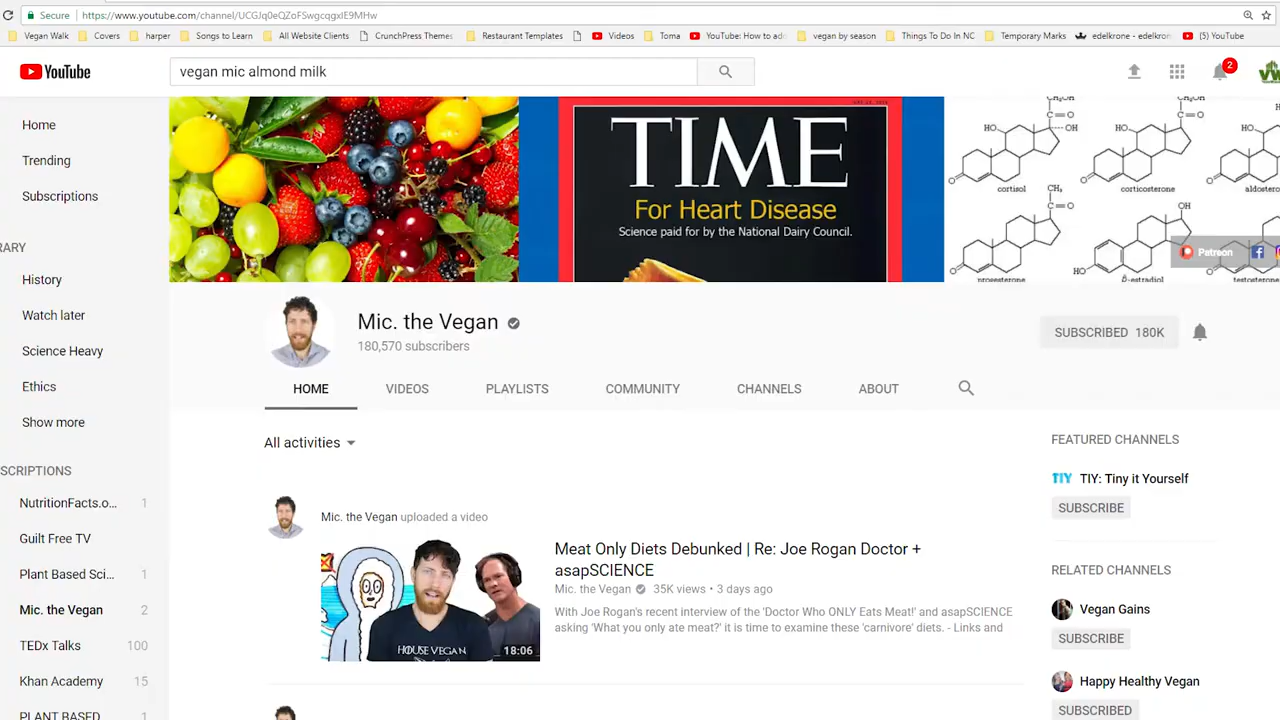 Secure
https://www.youtube.com/channel/UCGJq0eQZoFSwgcqgxIE9MHw
Vegan Walk
Covers
harper
Songs to Learn
All Website Clients
CrunchPress Themes
Restaurant Templates
Videos
Toma
YouTube: How to ad
vegan by season
Things To Do In NC
Temporary Marks
edelkrone - edelkro
(5) YouTube
YouTube
vegan mic almond milk
2
Home
Trending
Subscriptions
RARY
History
Watch later
Science Heavy
Ethics
Show more
SCRIPTIONS
NutritionFacts.o... 1
Guilt Free TV
Plant Based Sci... 1
Mic. the Vegan 2
TEDx Talks 100
Khan Academy 15
PLANT BASED 1
TIME
For Heart Disease
Science paid for by the National Dairy Council.
cortisol
corticosterone
aldoster
β-estradiol
testoste
Patreon
Mic. the Vegan
180,570 subscribers
SUBSCRIBED 180K
HOME
VIDEOS
PLAYLISTS
COMMUNITY
CHANNELS
ABOUT
All activities
Mic. the Vegan uploaded a video
HOUSE VEGAN
18:06
Meat Only Diets Debunked | Re: Joe Rogan Doctor +
asapSCIENCE
Mic. the Vegan 35K views • 3 days ago
With Joe Rogan's recent interview of the 'Doctor Who ONLY Eats Meat!' and asapSCIENCE
asking 'What you only ate meat?' it is time to examine these 'carnivore' diets. - Links and
FEATURED CHANNELS
TIY
TIY: Tiny it Yourself
SUBSCRIBE
RELATED CHANNELS
Vegan Gains
SUBSCRIBE
Happy Healthy Vegan
SUBSCRIBED